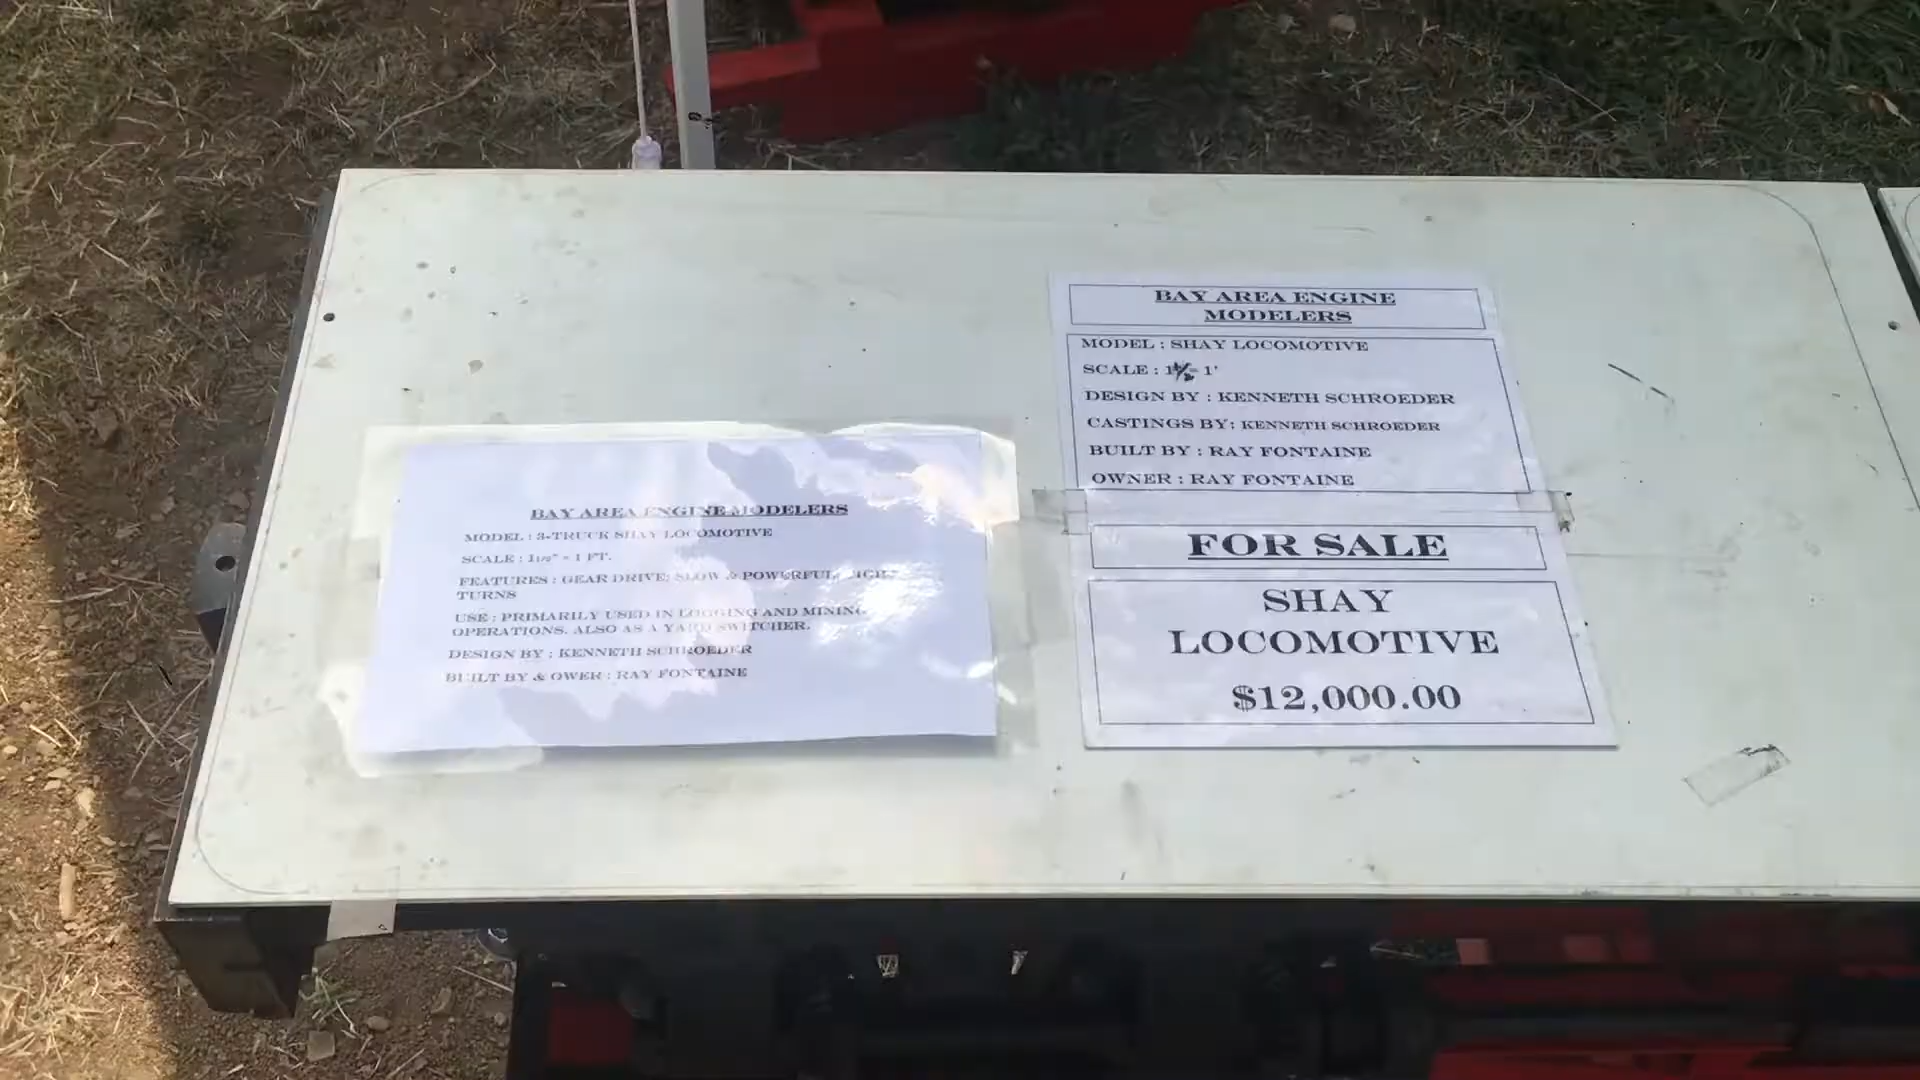 BAY AREA ENGINE MODELERS
MODEL : 3-TRUCK SHAY LOCOMOTIVE
SCALE : 1 1/2" = 1 FT.
FEATURES : GEAR DRIVE; SLOW & POWERFUL,
TURNS
USE : PRIMARILY USED IN LOGGING AND MINING
OPERATIONS. ALSO AS A YARD SWITCHER.
DESIGN BY : KENNETH SCHROEDER
BUILT BY & OWER : RAY FONTAINE
BAY AREA ENGINE
MODELERS
MODEL : SHAY LOCOMOTIVE
SCALE : 1'
DESIGN BY : KENNETH SCHROEDER
CASTINGS BY: KENNETH SCHROEDER
BUILT BY : RAY FONTAINE
OWNER : RAY FONTAINE
FOR SALE
SHAY
LOCOMOTIVE
$12,000.00